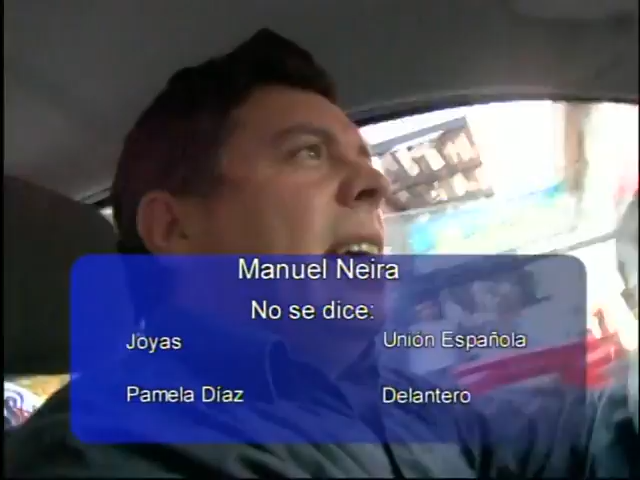 Manuel Neira
No se dice:
Joyas
Unión Española
Pamela Díaz
Delantero